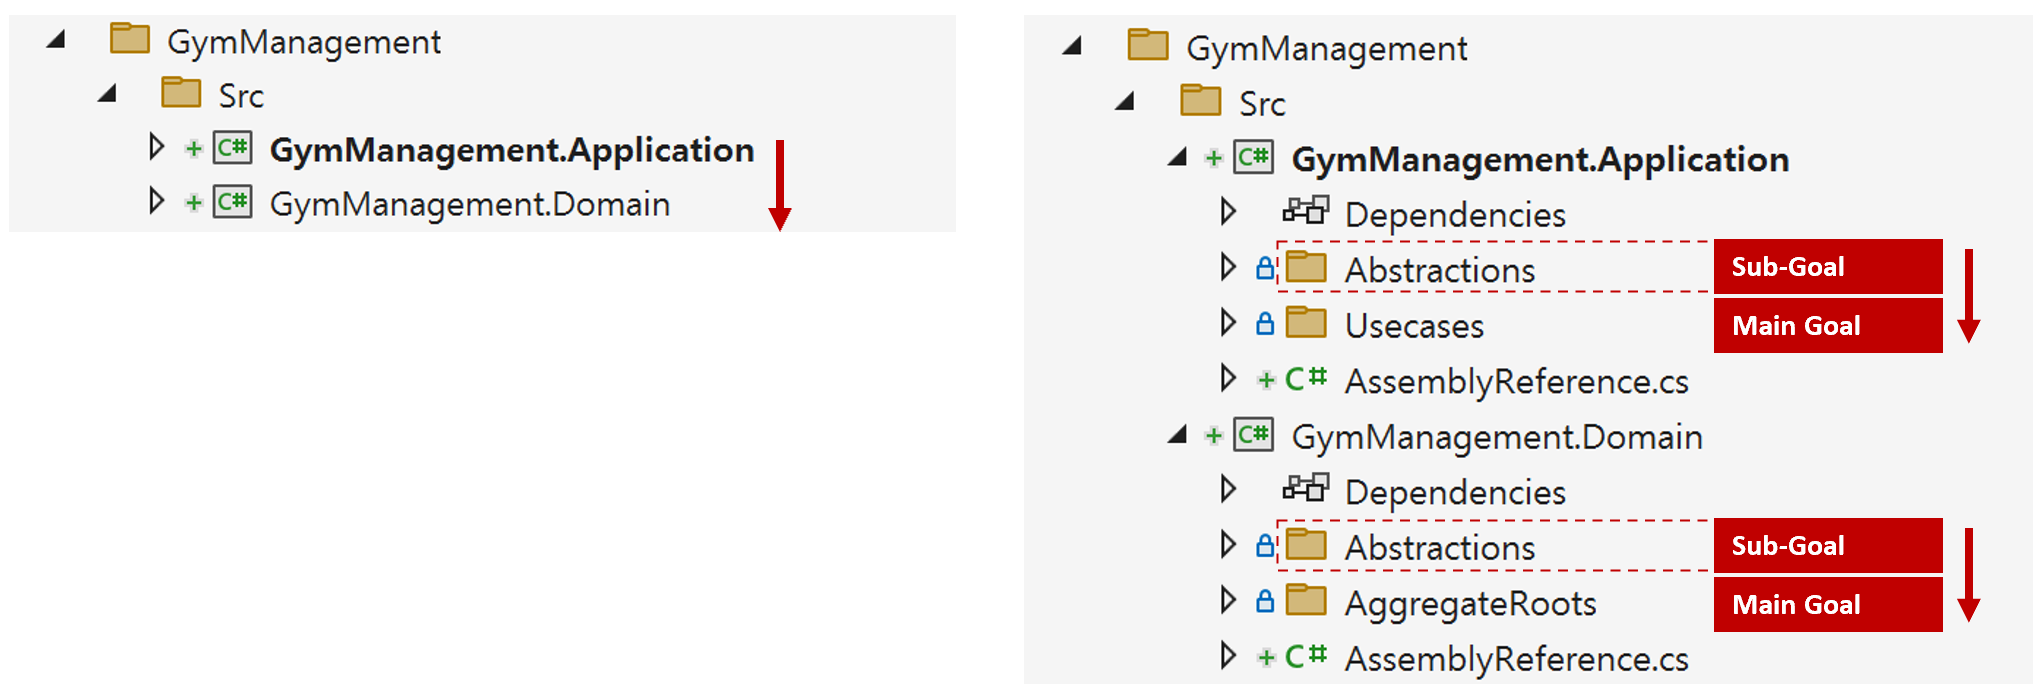 GymManagement
Src
C# GymManagement.Application
C# GymManagement.Domain
GymManagement
Src
C# GymManagement.Application
Dependencies
Abstractions Sub-Goal
Usecases Main Goal
C# AssemblyReference.cs
C# GymManagement.Domain
Dependencies
Abstractions Sub-Goal
AggregateRoots Main Goal
C# AssemblyReference.cs